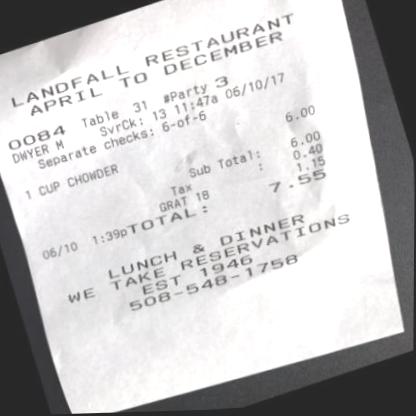 LANDFALL RESTAURANT
APRIL TO DECEMBER
0084 Table 31 #Party 3
DWYER M SvrCk: 13 11:47a 06/10/17
Separate checks: 6-of-6
1 CUP CHOWDER 6.00
Sub Total: 6.00
Tax : 0.40
GRAT 18 1.15
06/10 1:39pTOTAL: 7.55
LUNCH & DINNER
WE TAKE RESERVATIONS
EST 1946
508-548-1758